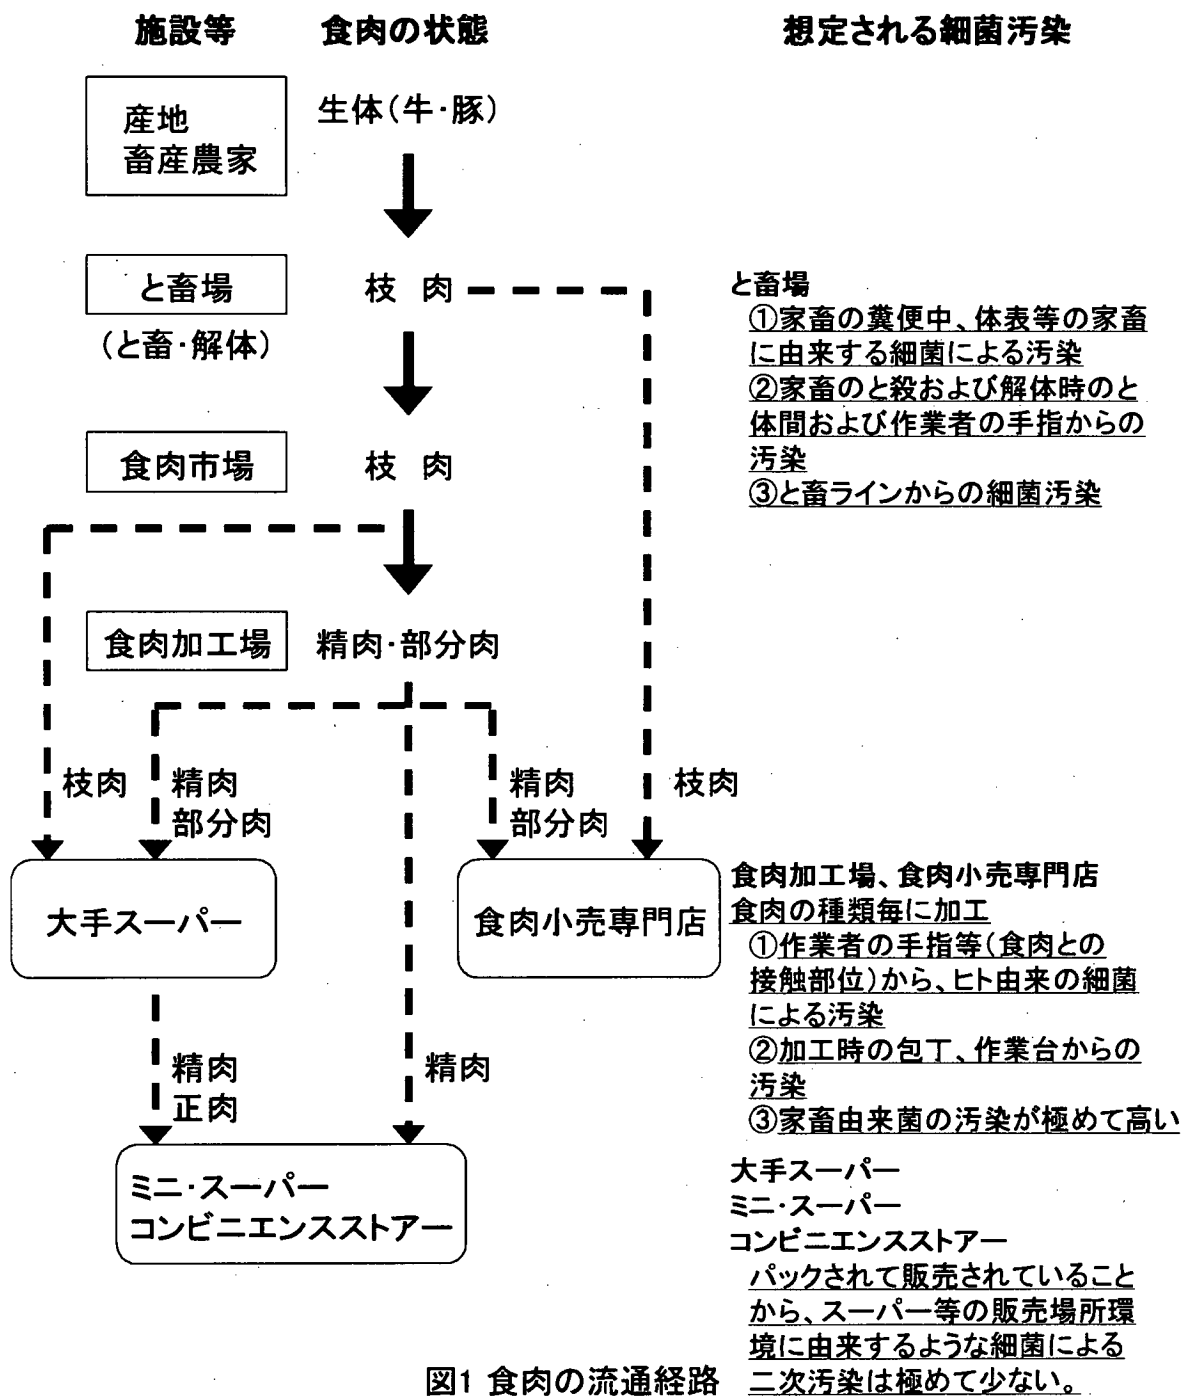 施設等 食肉の状態 想定される細菌汚染
産地
畜産農家
生体(牛・豚)
と畜場
(と畜・解体)
枝 肉
食肉市場
枝 肉
食肉加工場
精肉・部分肉
枝肉
精肉
部分肉
精肉
部分肉
枝肉
大手スーパー
食肉小売専門店
精肉
正肉
精肉
ミニ・スーパー
コンビニエンスストアー
と畜場
①家畜の糞便中、体表等の家畜
に由来する細菌による汚染
②家畜のと殺および解体時のと
体間および作業者の手指からの
汚染
③と畜ラインからの細菌汚染
食肉加工場、食肉小売専門店
食肉の種類毎に加工
①作業者の手指等(食肉との
接触部位)から、ヒト由来の細菌
による汚染
②加工時の包丁、作業台からの
汚染
③家畜由来菌の汚染が極めて高い
大手スーパー
ミニ・スーパー
コンビニエンスストアー
パックされて販売されていること
から、スーパー等の販売場所環
境に由来するような細菌による
二次汚染は極めて少ない。
図1 食肉の流通経路